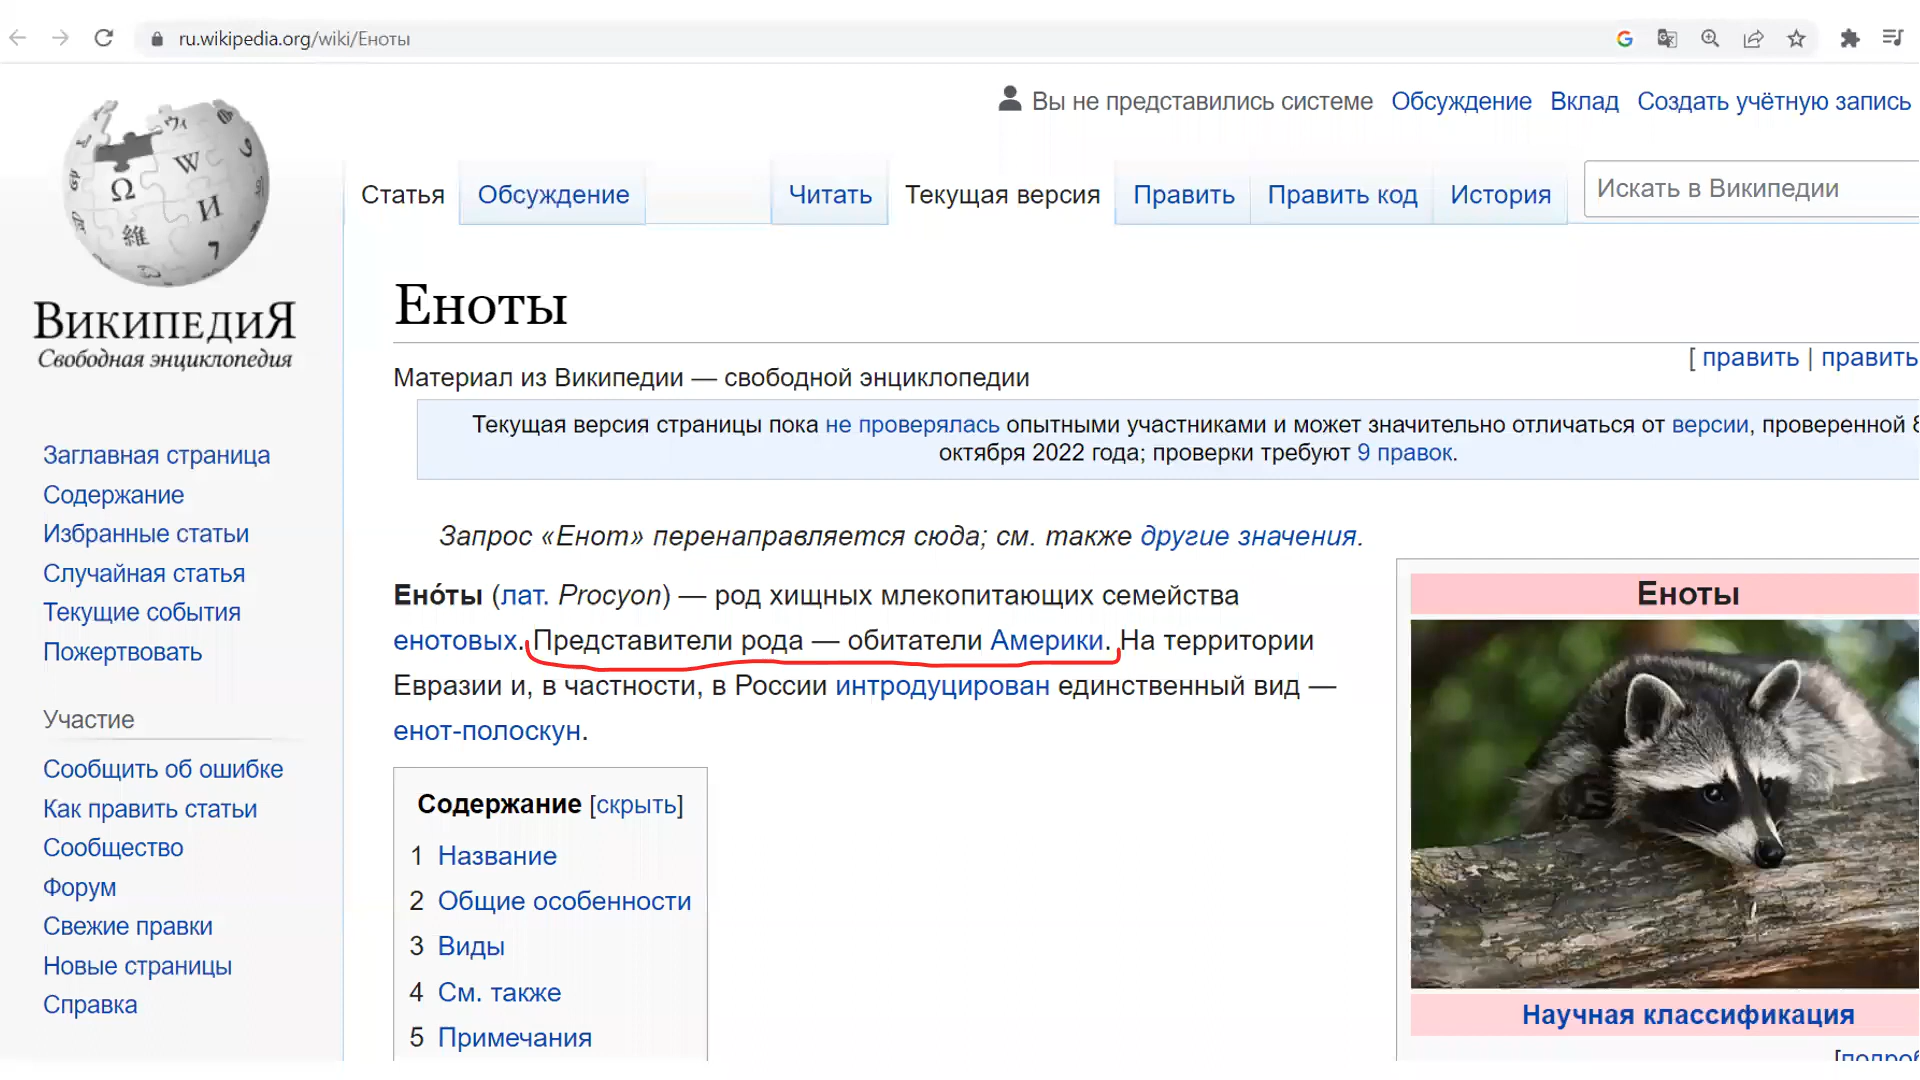 ru.wikipedia.org/wiki/Еноты
Вы не представились системе Обсуждение Вклад Создать учётную запись
Статья Обсуждение Читать Текущая версия Править Править код История Искать в Википедии
ВикипедиЯ
Свободная энциклопедия
Заглавная страница
Содержание
Избранные статьи
Случайная статья
Текущие события
Пожертвовать
Участие
Сообщить об ошибке
Как править статьи
Сообщество
Форум
Свежие правки
Новые страницы
Справка
Еноты
[ править | править
Материал из Википедии — свободной энциклопедии
Текущая версия страницы пока не проверялась опытными участниками и может значительно отличаться от версии, проверенной 8
октября 2022 года; проверки требуют 9 правок.
Запрос «Енот» перенаправляется сюда; см. также другие значения.
Ено́ты (лат. Procyon) — род хищных млекопитающих семейства
енотовых. Представители рода — обитатели Америки. На территории
Евразии и, в частности, в России интродуцирован единственный вид —
енот-полоскун.
Содержание [скрыть]
1 Название
2 Общие особенности
3 Виды
4 См. также
5 Примечания
Еноты
Научная классификация